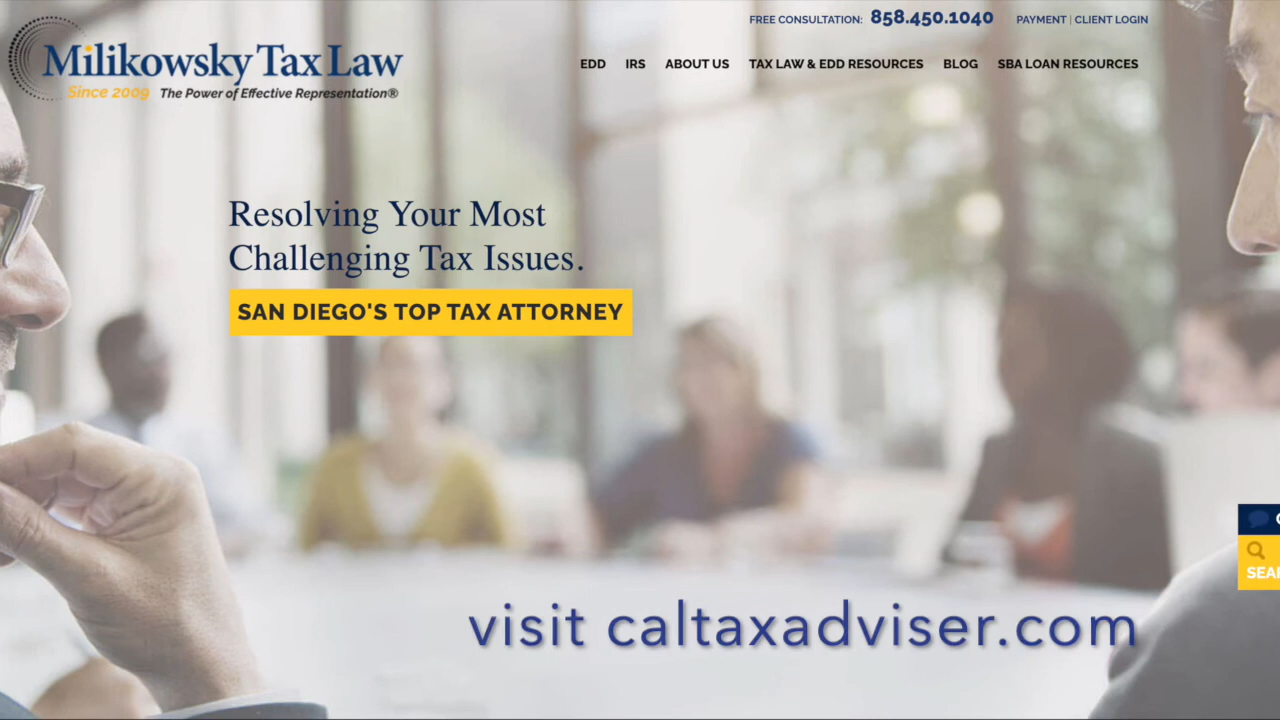 FREE CONSULTATION: 858.450.1040 PAYMENT | CLIENT LOGIN
Milikowsky Tax Law
Since 2009 The Power of Effective Representation®
EDD IRS ABOUT US TAX LAW & EDD RESOURCES BLOG SBA LOAN RESOURCES
Resolving Your Most
Challenging Tax Issues.
SAN DIEGO'S TOP TAX ATTORNEY
visit caltaxadviser.com